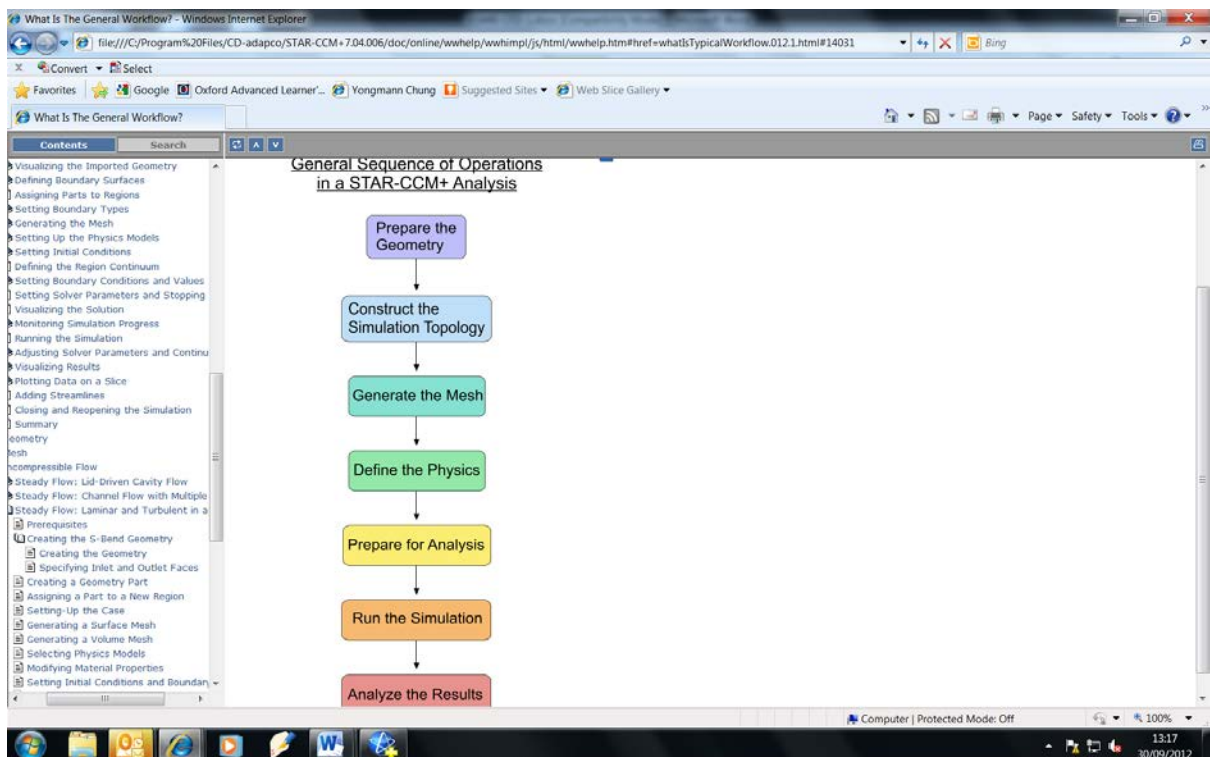 What Is The General Workflow? - Windows Internet Explorer
file:///C:/Program%20Files/CD-adapco/STAR-CCM+7.04.006/doc/online/wwhelp/wwhimpl/js/html/wwhelp.htm#href=whatIsTypicalWorkflow.012.1.html#14031
Bing
Convert
Select
Favorites
Google
Oxford Advanced Learner'...
Yongmann Chung
Suggested Sites
Web Slice Gallery
What Is The General Workflow?
Page
Safety
Tools
Contents
Search
Visualizing the Imported Geometry
Defining Boundary Surfaces
Assigning Parts to Regions
Setting Boundary Types
Generating the Mesh
Setting Up the Physics Models
Setting Initial Conditions
Defining the Region Continuum
Setting Boundary Conditions and Values
Setting Solver Parameters and Stopping
Visualizing the Solution
Monitoring Simulation Progress
Running the Simulation
Adjusting Solver Parameters and Continu
Visualizing Results
Plotting Data on a Slice
Adding Streamlines
Closing and Reopening the Simulation
Summary
eometry
esh
ncompressible Flow
Steady Flow: Lid-Driven Cavity Flow
Steady Flow: Channel Flow with Multiple
Steady Flow: Laminar and Turbulent in a
Prerequisites
Creating the S-Bend Geometry
Creating the Geometry
Specifying Inlet and Outlet Faces
Creating a Geometry Part
Assigning a Part to a New Region
Setting-Up the Case
Generating a Surface Mesh
Generating a Volume Mesh
Selecting Physics Models
Modifying Material Properties
Setting Initial Conditions and Boundary
General Sequence of Operations
in a STAR-CCM+ Analysis
Prepare the
Geometry
Construct the
Simulation Topology
Generate the Mesh
Define the Physics
Prepare for Analysis
Run the Simulation
Analyze the Results
Computer | Protected Mode: Off
100%
13:17
30/09/2012